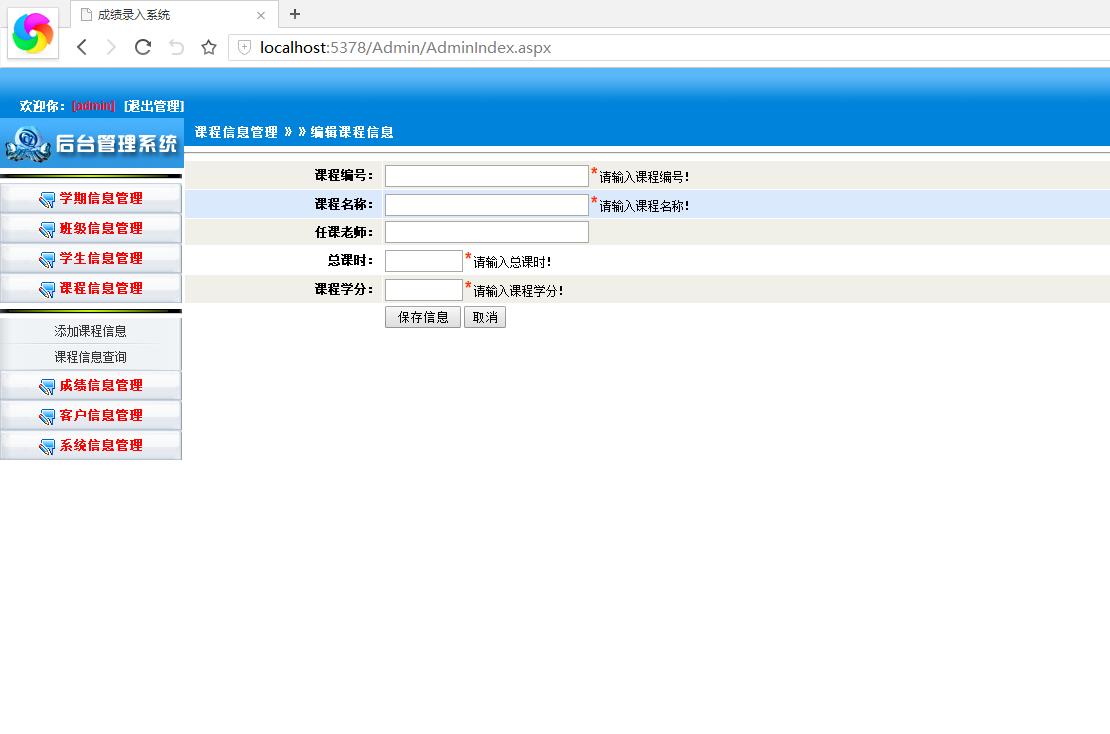 成绩录入系统
localhost:5378/Admin/AdminIndex.aspx
欢迎你：[admin] [退出管理]
后台管理系统
课程信息管理 》》编辑课程信息
学期信息管理
班级信息管理
学生信息管理
课程信息管理
添加课程信息
课程信息查询
成绩信息管理
客户信息管理
系统信息管理
课程编号： *请输入课程编号!
课程名称： *请输入课程名称!
任课老师：
总课时： *请输入总课时!
课程学分： *请输入课程学分!
保存信息 取消